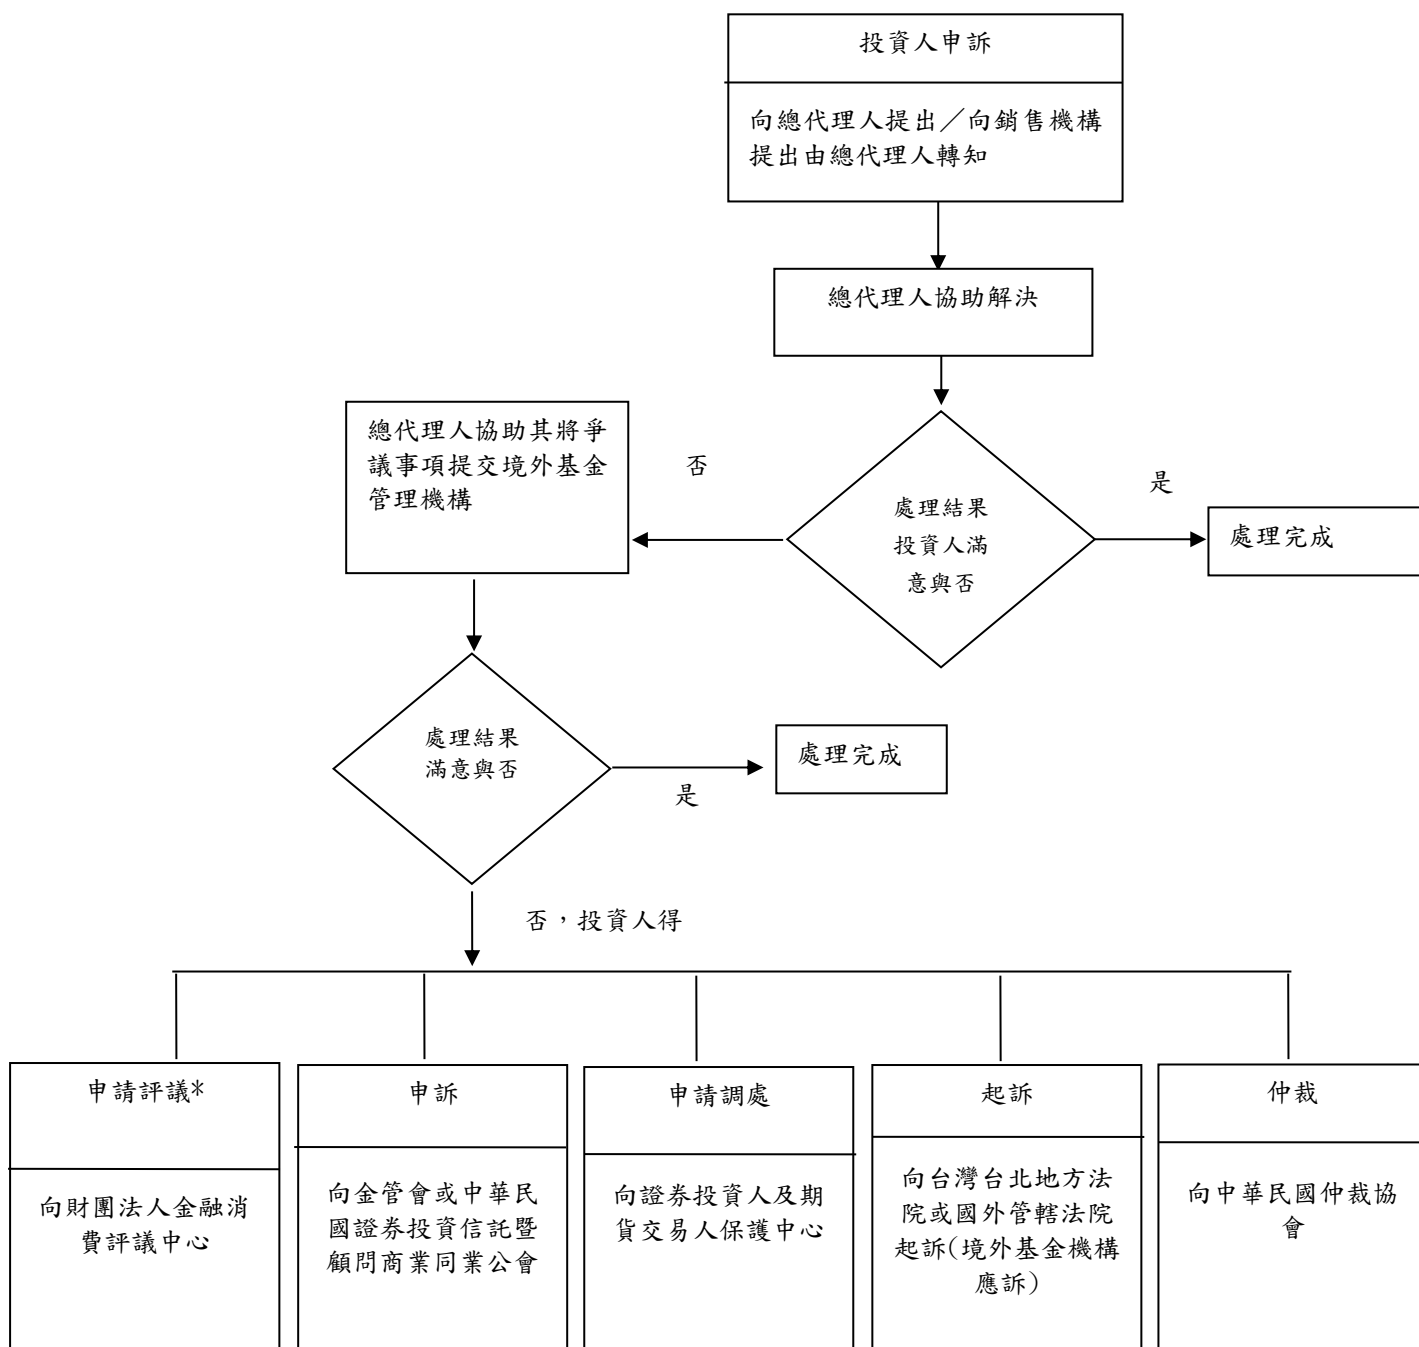 投資人申訴
向總代理人提出／向銷售機構
提出由總代理人轉知
總代理人協助解決
總代理人協助其將爭
議事項提交境外基金
管理機構
否
處理結果
投資人滿
意與否
是
處理完成
處理結果
滿意與否
是
處理完成
否，投資人得
申請評議*
向財團法人金融消
費評議中心
申訴
向金管會或中華民
國證券投資信託暨
顧問商業同業公會
申請調處
向證券投資人及期
貨交易人保護中心
起訴
向台灣台北地方法
院或國外管轄法院
起訴(境外基金機構
應訴)
仲裁
向中華民國仲裁協
會